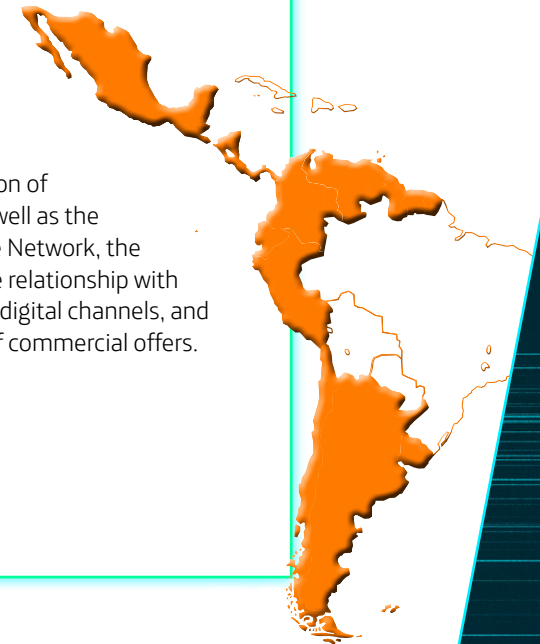 on of
well as the
e Network, the
e relationship with
digital channels, and
f commercial offers.